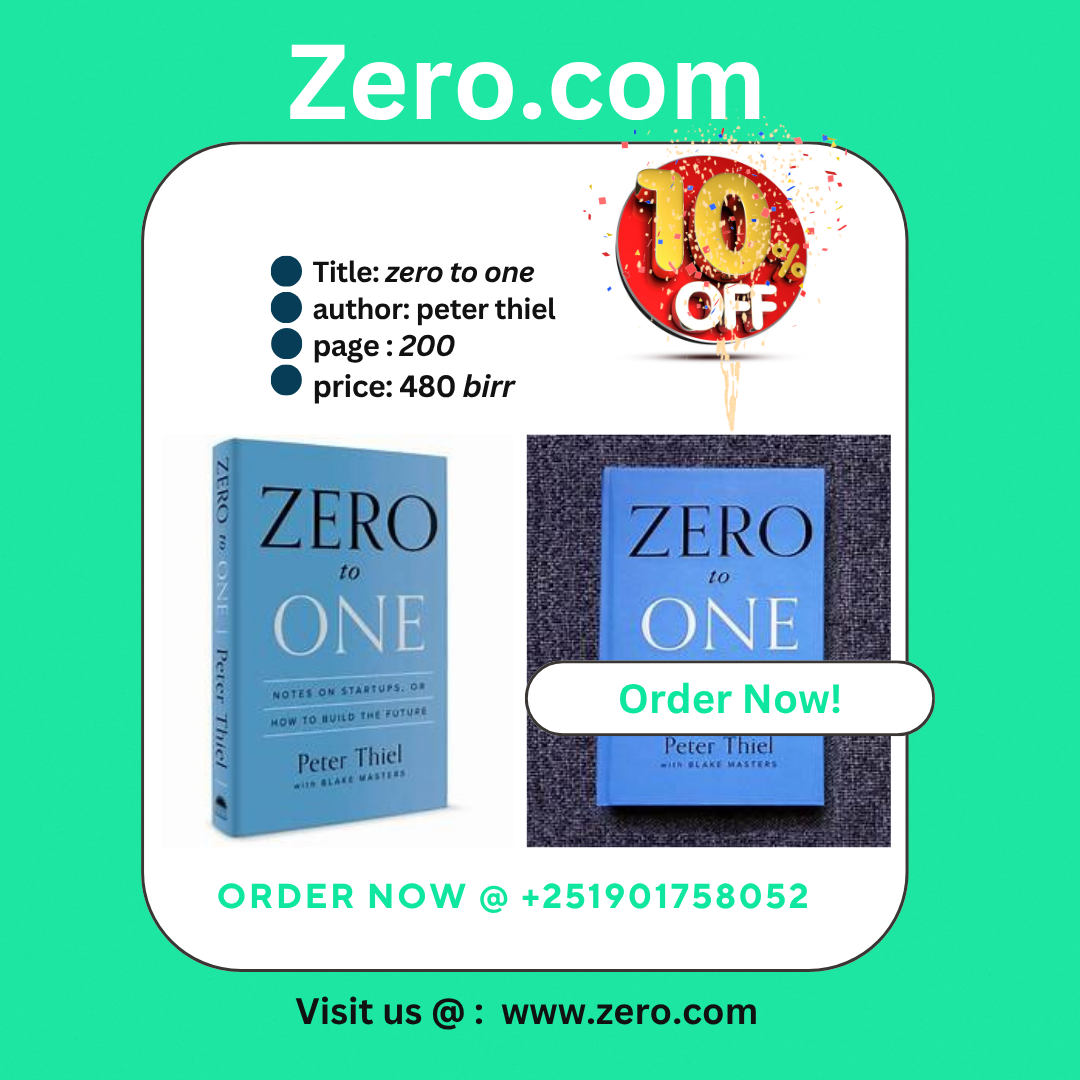 Zero.com
10%
OFF
Title: zero to one
author: peter thiel
page : 200
price: 480 birr
ZERO to ONE | Peter Thiel
ZERO
to
ONE
NOTES ON STARTUPS, OR
HOW TO BUILD THE FUTURE
Peter Thiel
with BLAKE MASTERS
ZERO
to
ONE
Order Now!
Peter Thiel
with BLAKE MASTERS
ORDER NOW @ +251901758052
Visit us @ : www.zero.com